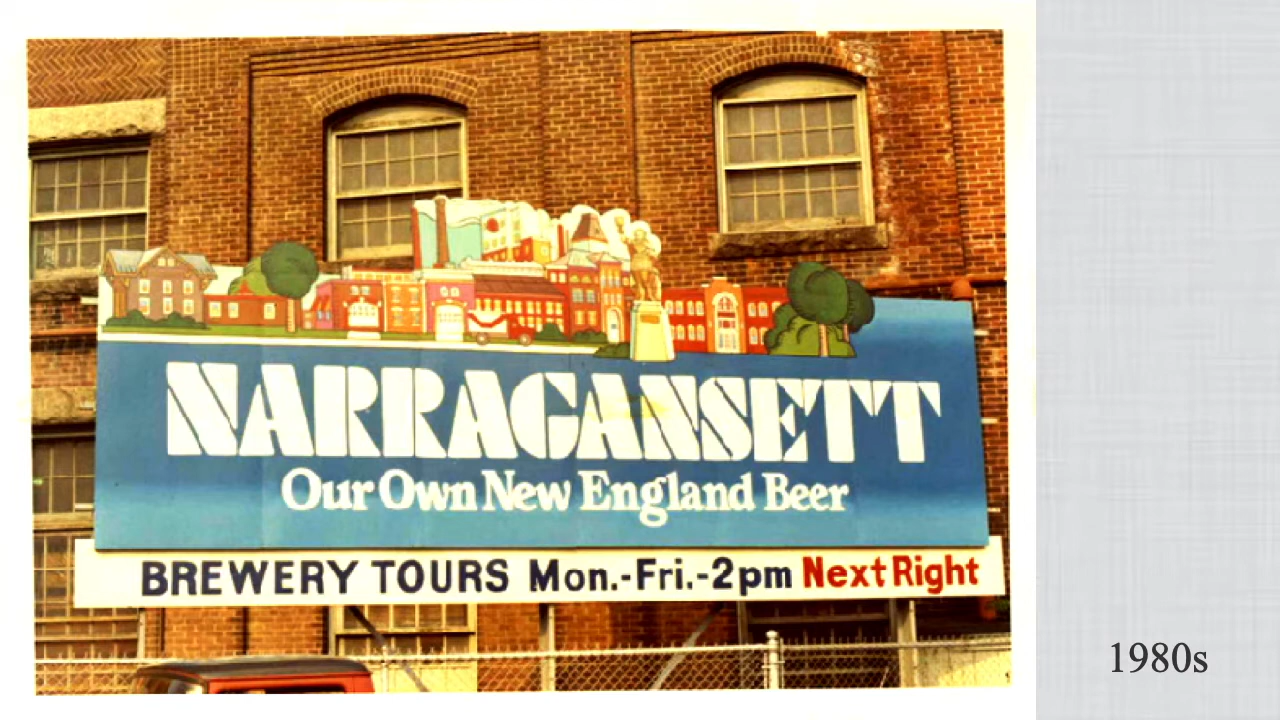 NARRAGANSETT
Our Own New England Beer
BREWERY TOURS Mon.-Fri.-2pm Next Right
1980s